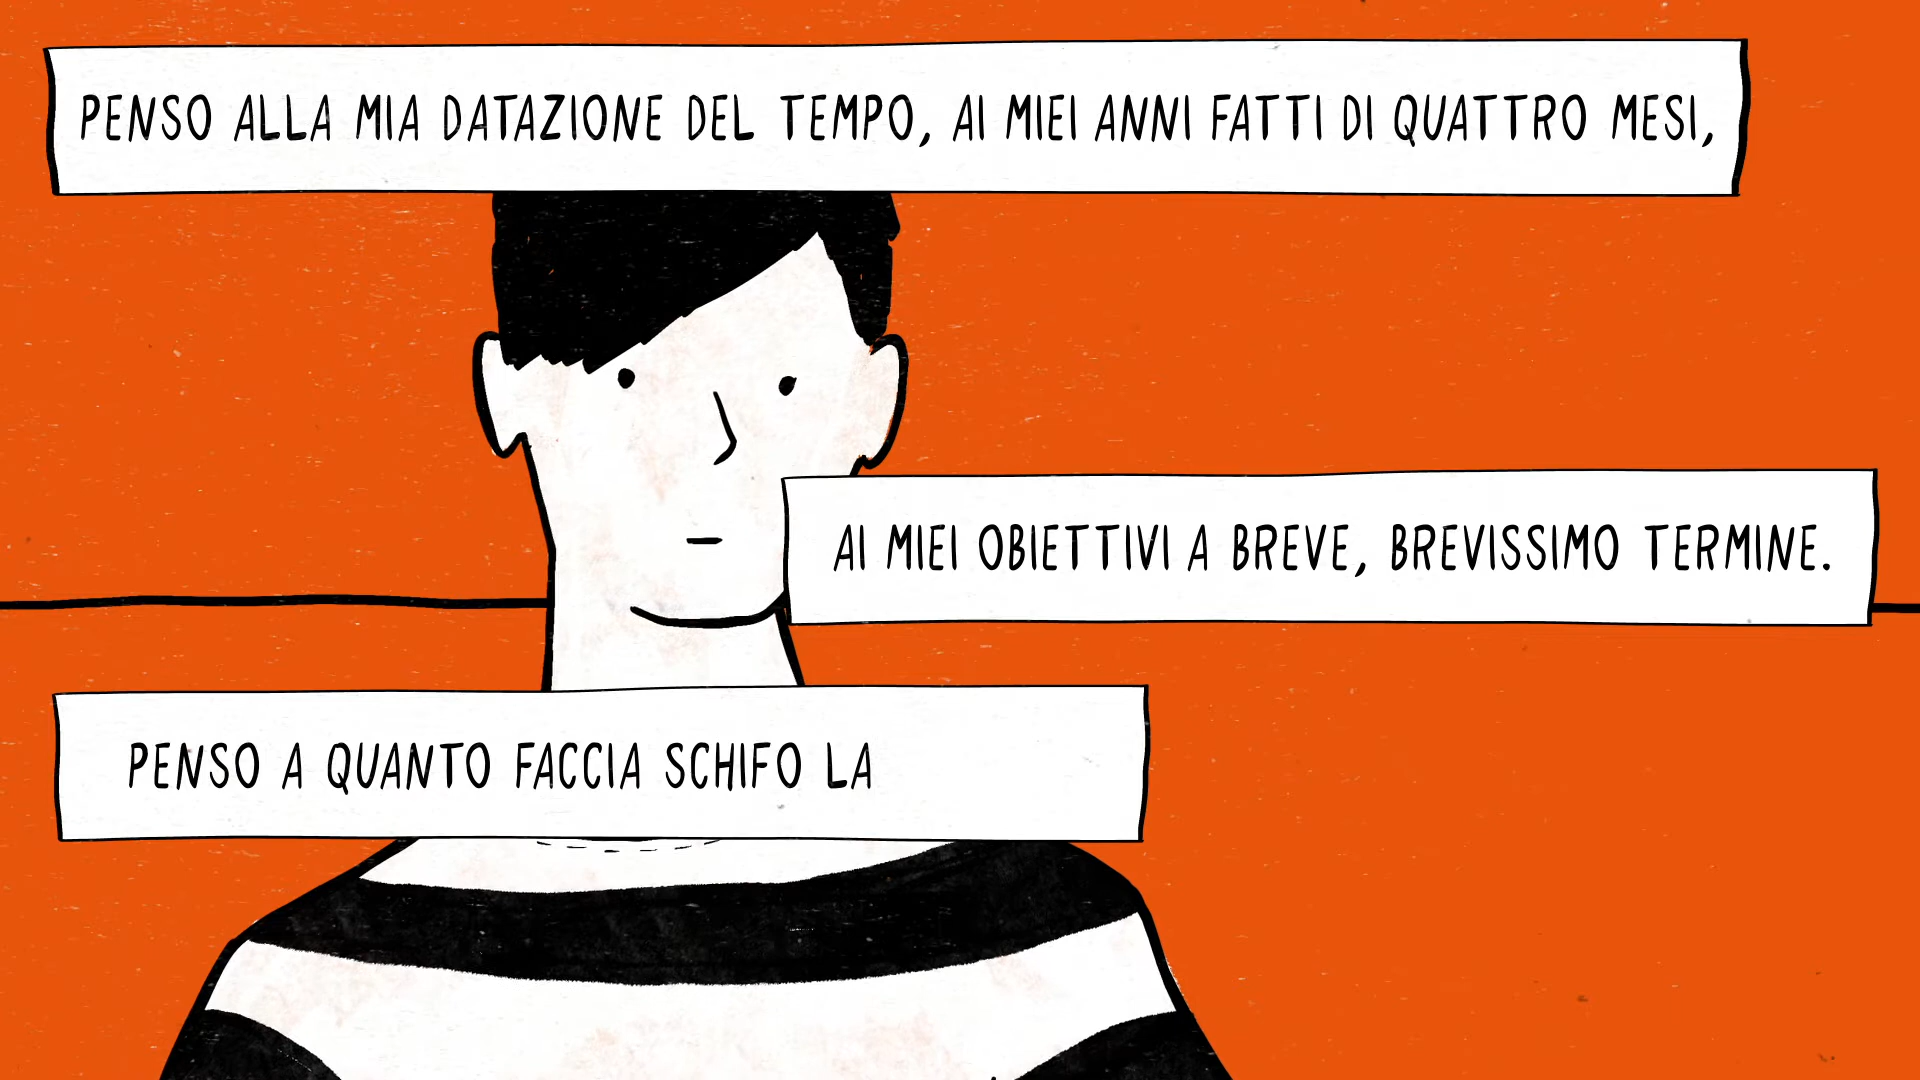 PENSO ALLA MIA DATAZIONE DEL TEMPO, AI MIEI ANNI FATTI DI QUATTRO MESI,
AI MIEI OBIETTIVI A BREVE, BREVISSIMO TERMINE.
PENSO A QUANTO FACCIA SCHIFO LA